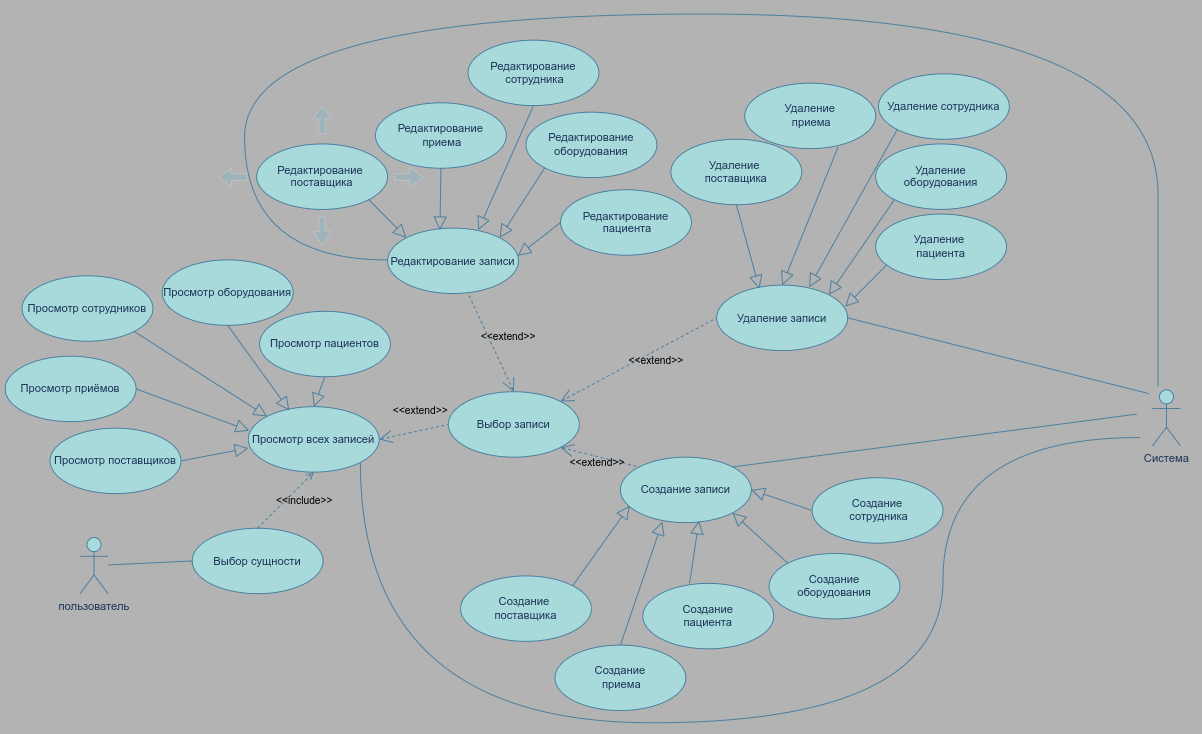 Редактирование
сотрудника
Редактирование
приема
Редактирование
оборудования
Редактирование
поставщика
Редактирование
пациента
Редактирование записи
Удаление
приема
Удаление сотрудника
Удаление
поставщика
Удаление
оборудования
Удаление
пациента
Удаление записи
Просмотр оборудования
Просмотр сотрудников
Просмотр пациентов
Просмотр приёмов
Просмотр всех записей
Просмотр поставщиков
<<extend>>
<<extend>>
<<extend>>
Выбор записи
<<extend>>
<<include>>
Система
Создание записи
Создание
сотрудника
Выбор сущности
Создание
оборудования
Создание
поставщика
Создание
пациента
Создание
приема
пользователь